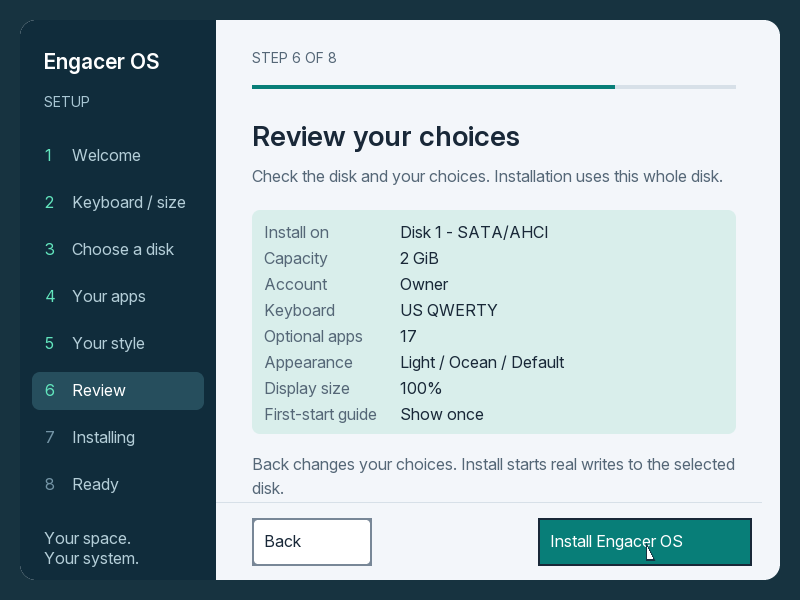 Engacer OS
SETUP
1 Welcome
2 Keyboard / size
3 Choose a disk
4 Your apps
5 Your style
6 Review
7 Installing
8 Ready
Your space.
Your system.
STEP 6 OF 8
Review your choices
Check the disk and your choices. Installation uses this whole disk.
Install on Disk 1 - SATA/AHCI
Capacity 2 GiB
Account Owner
Keyboard US QWERTY
Optional apps 17
Appearance Light / Ocean / Default
Display size 100%
First-start guide Show once
Back changes your choices. Install starts real writes to the selected
disk.
Back
Install Engacer OS